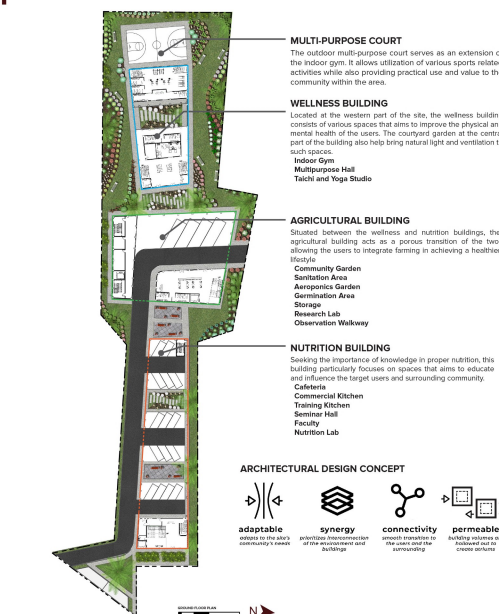 MULTI-PURPOSE COURT
The outdoor multi-purpose court serves as an extension o
the indoor gym. It allows utilization of various sports relate
activities while also providing practical use and value to th
community within the area.
WELLNESS BUILDING
Located at the western part of the site, the wellness buildin
consists of various spaces that aims to improve the physical an
mental health of the users. The courtyard garden at the centra
part of the building also help bring natural light and ventilation t
such spaces.
Indoor Gym
Multipurpose Hall
Taichi and Yoga Studio
AGRICULTURAL BUILDING
Situated between the wellness and nutrition buildings, the
agricultural building acts as a porous transition of the two
allowing the users to integrate farming in achieving a healthier
lifestyle
Community Garden
Sanitation Area
Aeroponics Garden
Germination Area
Storage
Research Lab
Observation Walkway
NUTRITION BUILDING
Seeking the importance of knowledge in proper nutrition, this
building particularly focuses on spaces that aims to educate
and influence the target users and surrounding community.
Cafeteria
Commercial Kitchen
Training Kitchen
Seminar Hall
Faculty
Nutrition Lab
ARCHITECTURAL DESIGN CONCEPT
adaptable
adapts to the site's
community's needs
synergy
prioritizes interconnection
of the environment and
buildings
connectivity
smooth transition to
the users and the
surrounding
permeable
building volumes a
hollowed out to
create atriums
GROUND FLOOR PLAN
N